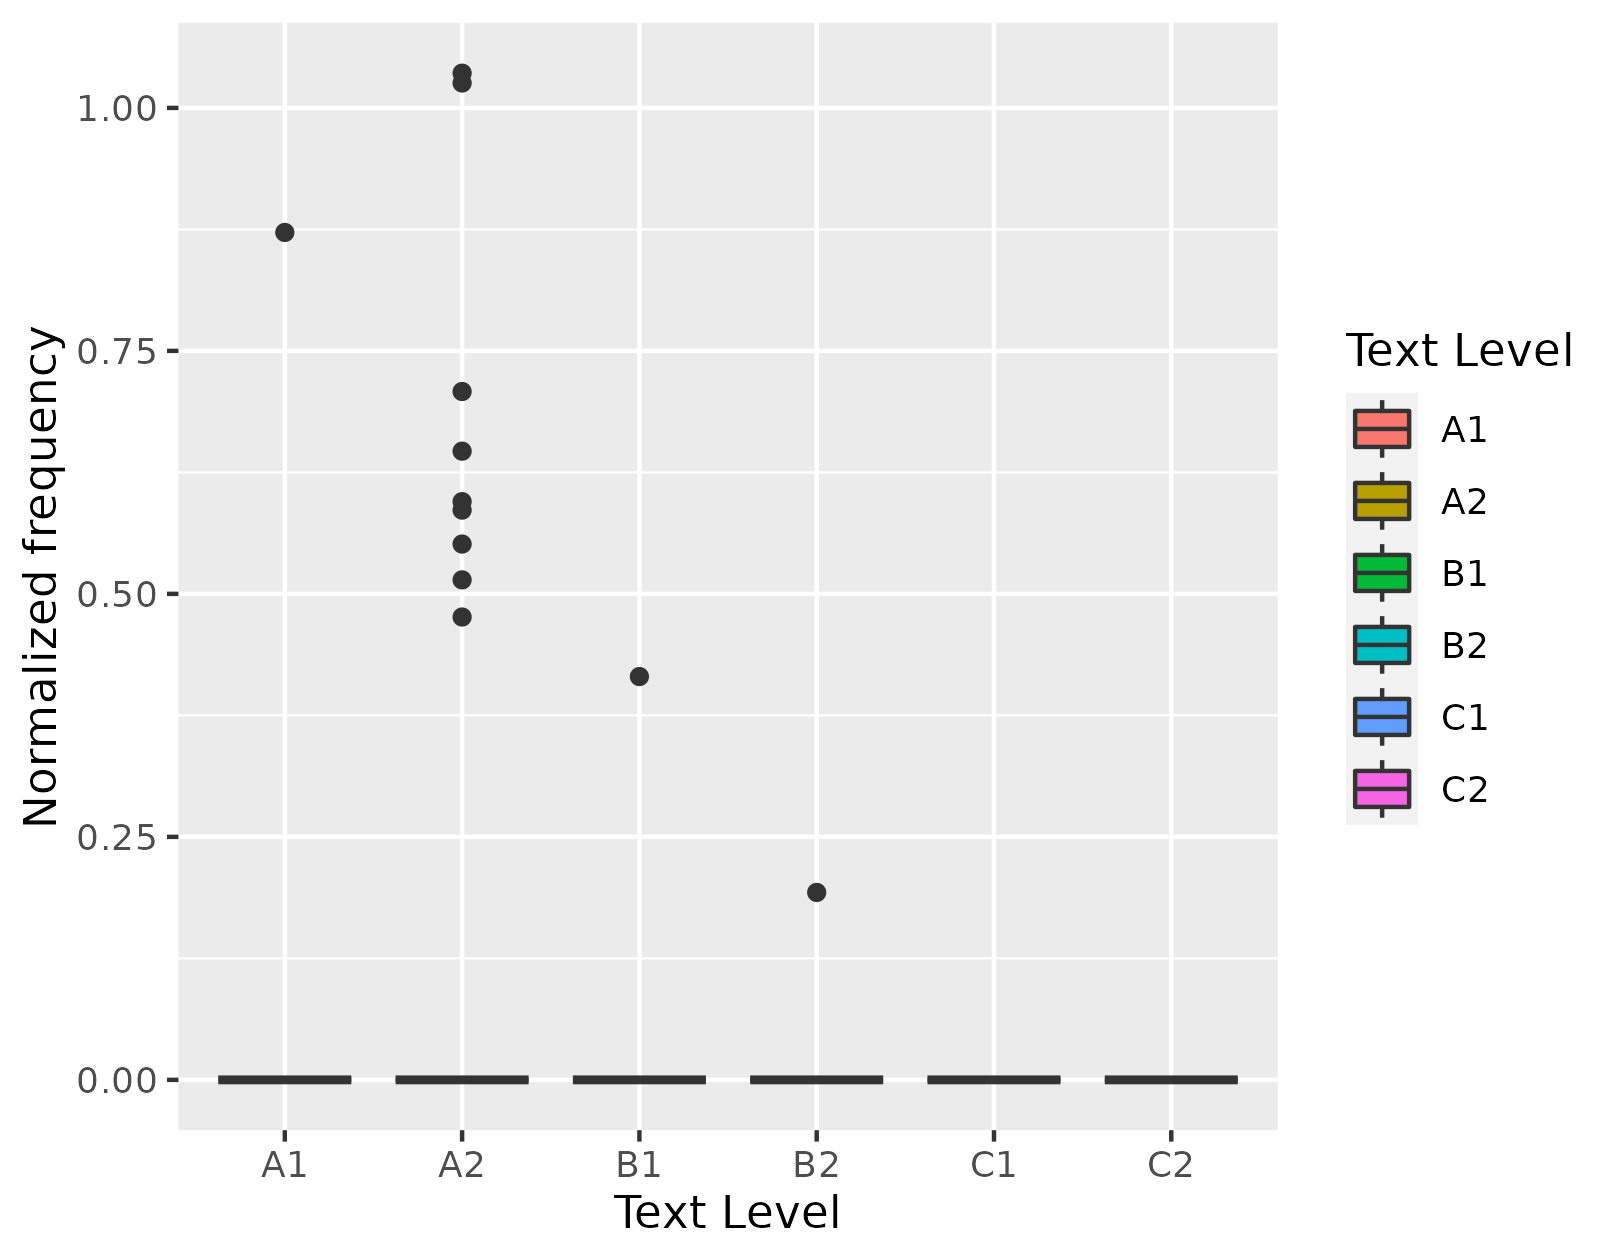 1.00
0.75
0.50
0.25
0.00
Normalized frequency
A1 A2 B1 B2 C1 C2
Text Level
Text Level
A1
A2
B1
B2
C1
C2